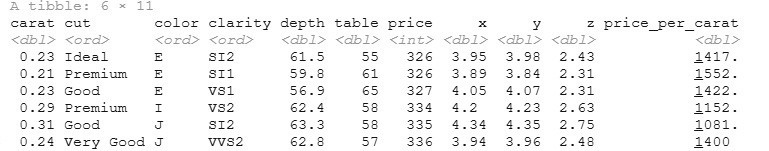 A tibble: 6 × 11
carat cut color clarity depth table price x y z price_per_carat
<dbl> <ord> <ord> <ord> <dbl> <dbl> <int> <dbl> <dbl> <dbl> <dbl>
0.23 Ideal E SI2 61.5 55 326 3.95 3.98 2.43 1417.
0.21 Premium E SI1 59.8 61 326 3.89 3.84 2.31 1552.
0.23 Good E VS1 56.9 65 327 4.05 4.07 2.31 1422.
0.29 Premium I VS2 62.4 58 334 4.2 4.23 2.63 1152.
0.31 Good J SI2 63.3 58 335 4.34 4.35 2.75 1081.
0.24 Very Good J VVS2 62.8 57 336 3.94 3.96 2.48 1400